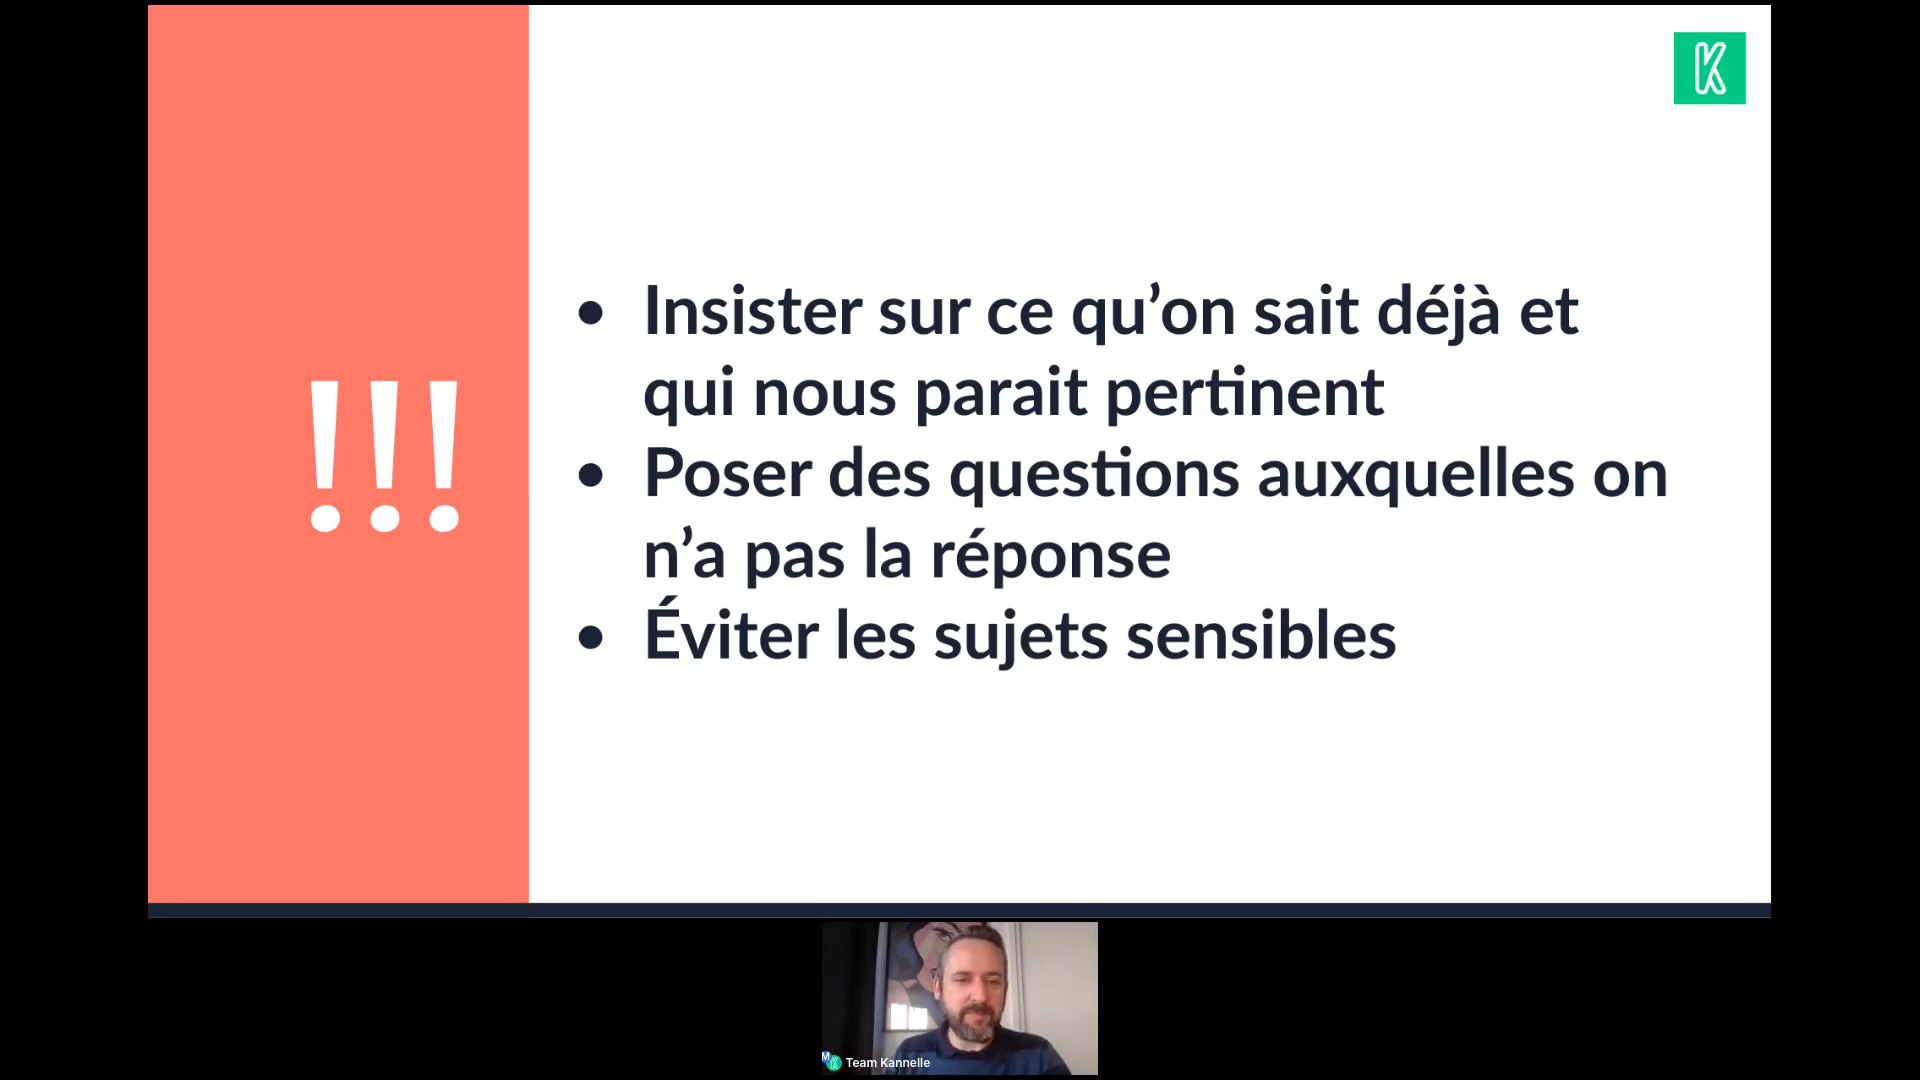 K
!!!
• Insister sur ce qu’on sait déjà et
qui nous parait pertinent
• Poser des questions auxquelles on
n’a pas la réponse
• Éviter les sujets sensibles
M K Team Kannelle